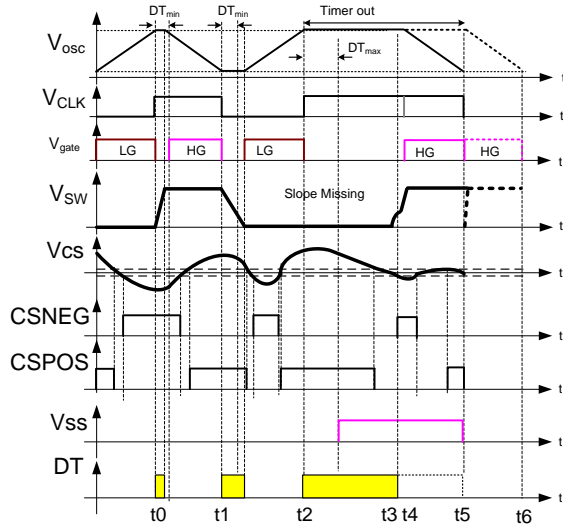 DTmin DTmin Timer out
Vosc DTmax t
VCLK t
Vgate LG HG LG HG HG t
VSW Slope Missing t
VCS t
CSNEG t
CSPOS t
VSS t
DT t
t0 t1 t2 t3 t4 t5 t6